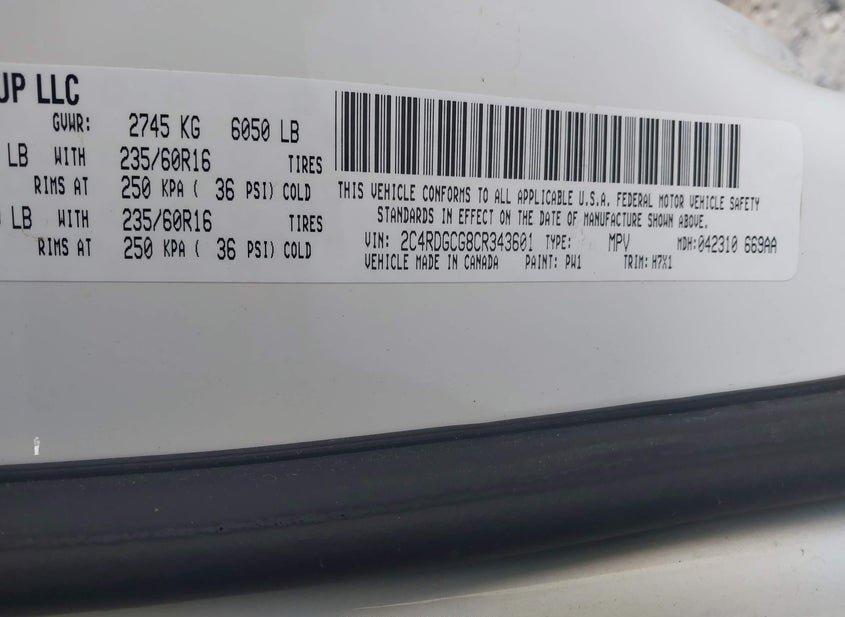 UP LLC
GVWR: 2745 KG 6050 LB
LB WITH 235/60R16 TIRES
RIMS AT 250 KPA ( 36 PSI) COLD
LB WITH 235/60R16 TIRES
RIMS AT 250 KPA ( 36 PSI) COLD
THIS VEHICLE CONFORMS TO ALL APPLICABLE U.S.A. FEDERAL MOTOR VEHICLE SAFETY
STANDARDS IN EFFECT ON THE DATE OF MANUFACTURE SHOWN ABOVE.
VIN: 2C4RDGCG8CR343601 TYPE: MPV MDH:042310 669AA
VEHICLE MADE IN CANADA PAINT: PW1 TRIM: H7X1